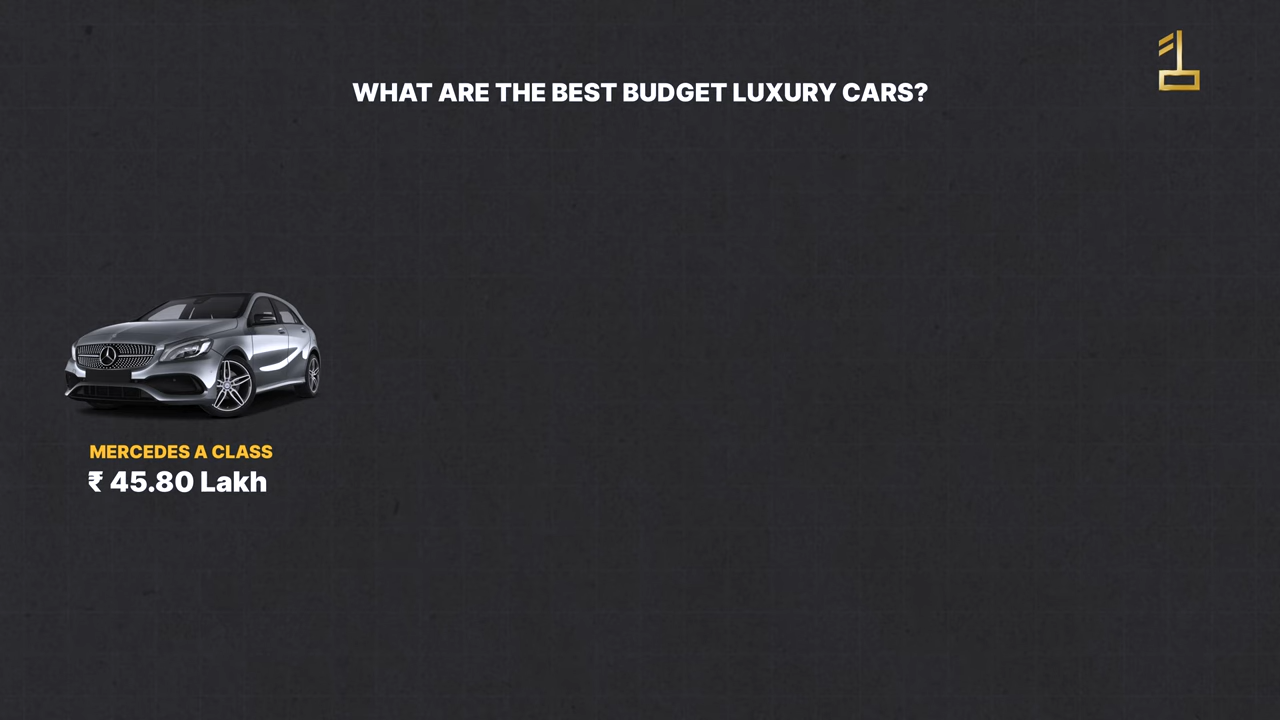 WHAT ARE THE BEST BUDGET LUXURY CARS?
MERCEDES A CLASS
₹ 45.80 Lakh